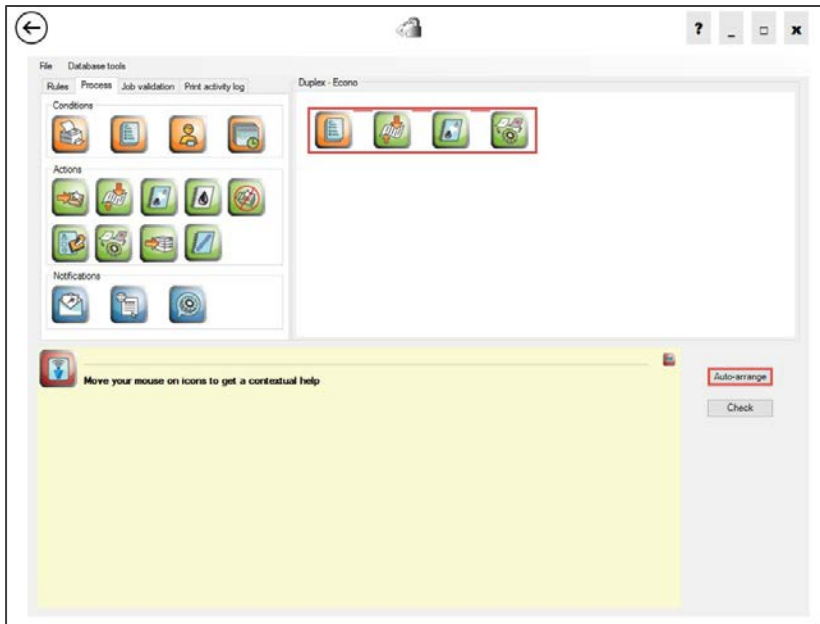 File Database tools
Rules Process Job validation Print activity log
Duplex - Econo
Conditions
Actions
Notifications
Move your mouse on icons to get a contextual help
Auto-arrange
Check